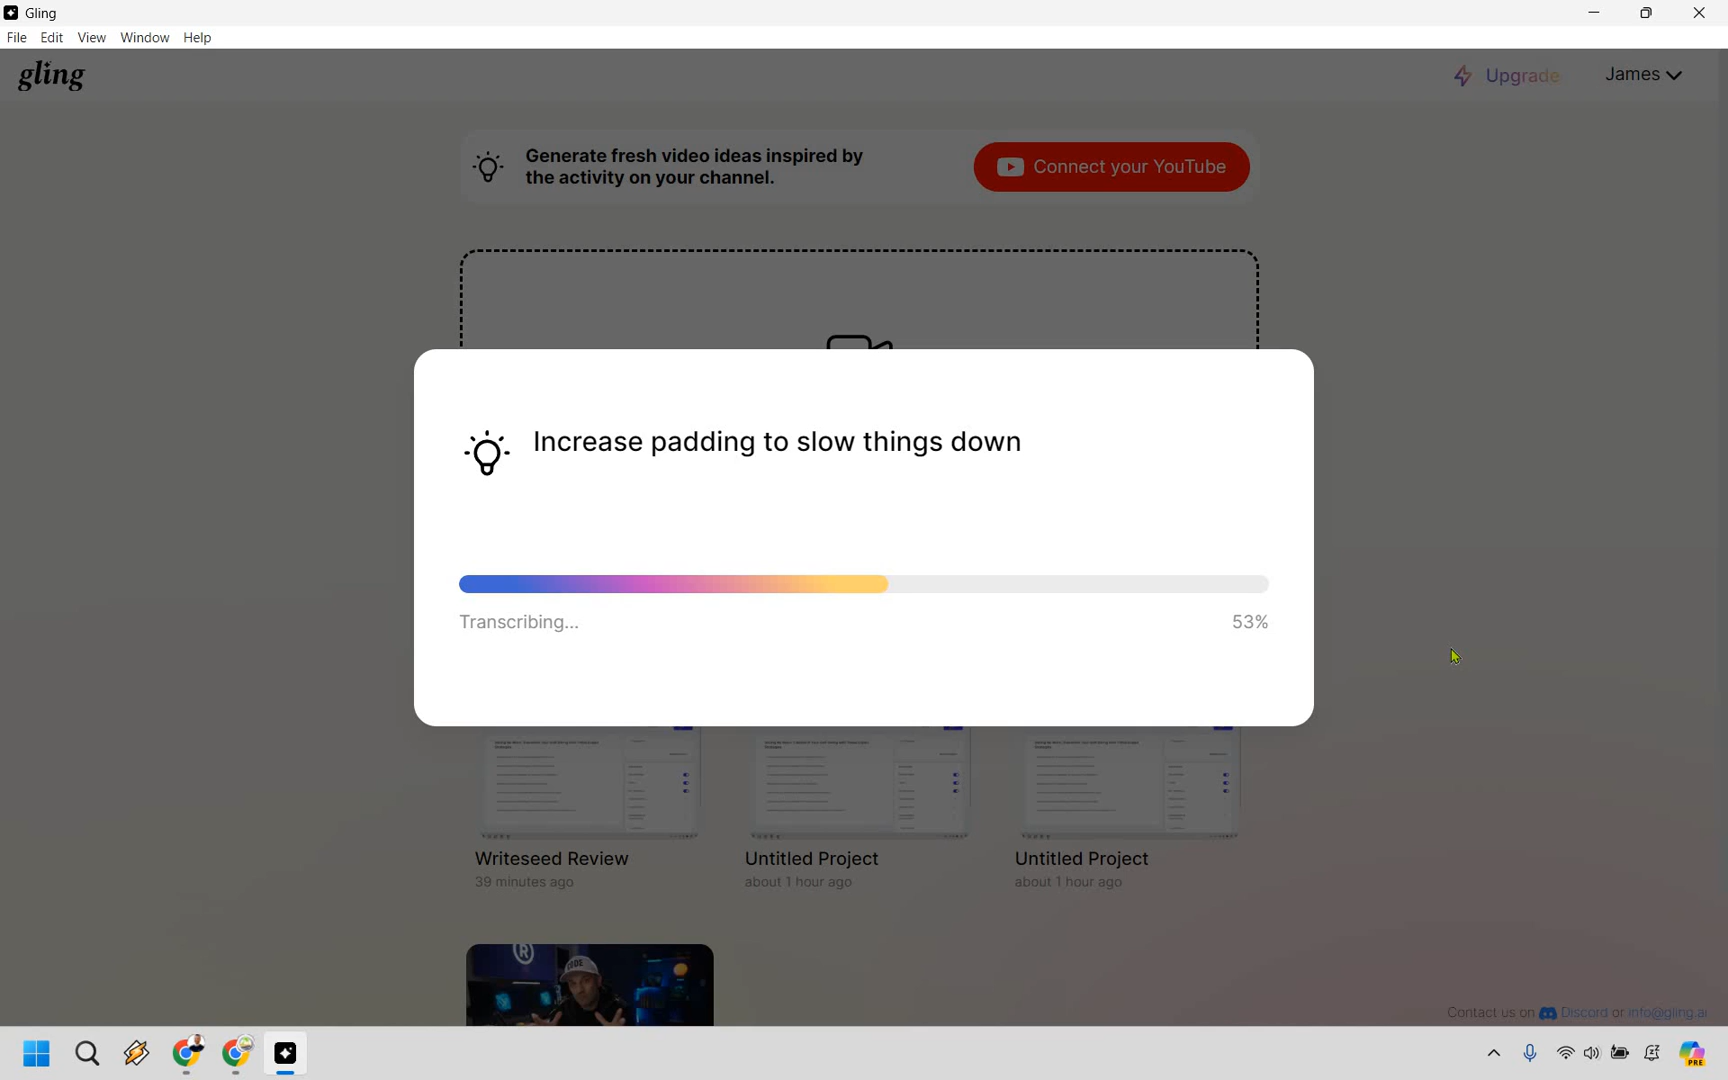 Gling
File Edit View Window Help
gling
Upgrade
James
Generate fresh video ideas inspired by
the activity on your channel.
Connect your YouTube
Increase padding to slow things down
Transcribing...
53%
Writeseed Review
39 minutes ago
Untitled Project
about 1 hour ago
Untitled Project
about 1 hour ago
CODE
Contact us on Discord or info@gling.ai
PRE